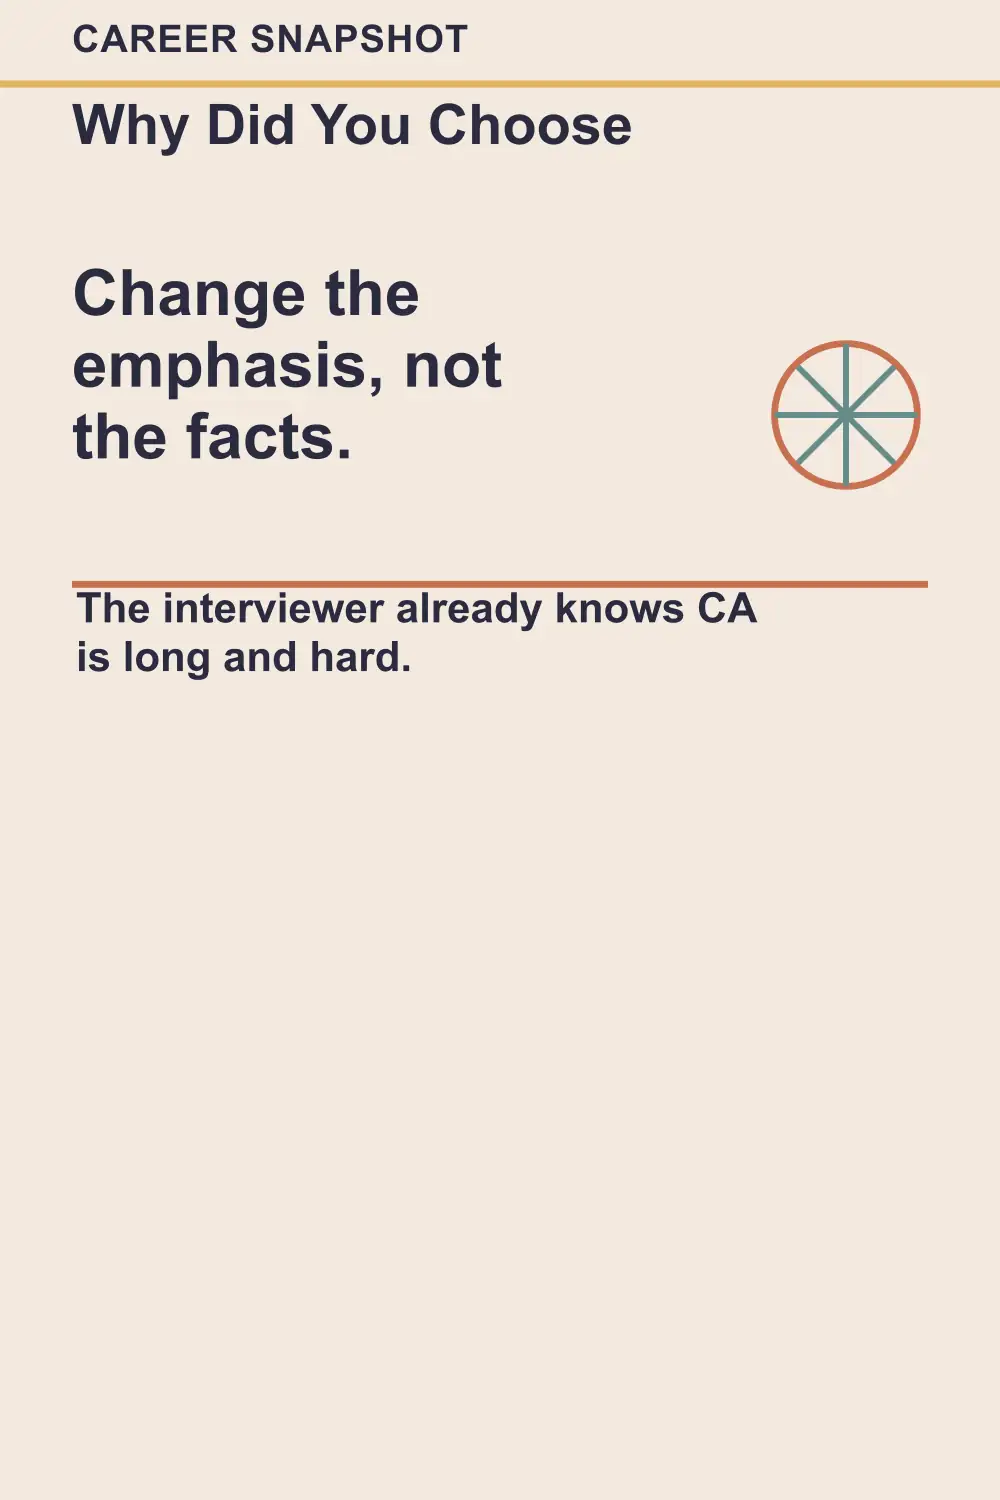 CAREER SNAPSHOT
Why Did You Choose
Change the
emphasis, not
the facts.
The interviewer already knows CA
is long and hard.